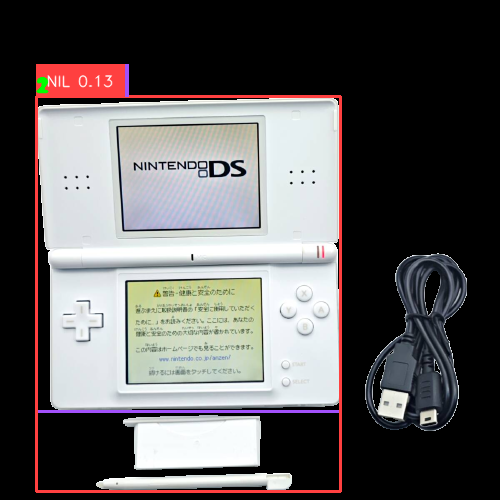 NIL 0.13
NINTENDO DS
⚠警告-健康と安全のために
遊ぶまえに取扱説明書の「安全に使用していただく
ために」をお読みください。ここには、あなたの
健康と安全のための大切な内容が書かれています。
この内容はホームページでも見ることができます。
www.nintendo.co.jp/anzen/
続けるには画面をタッチしてください。
X
Y
A
B
START
SELECT